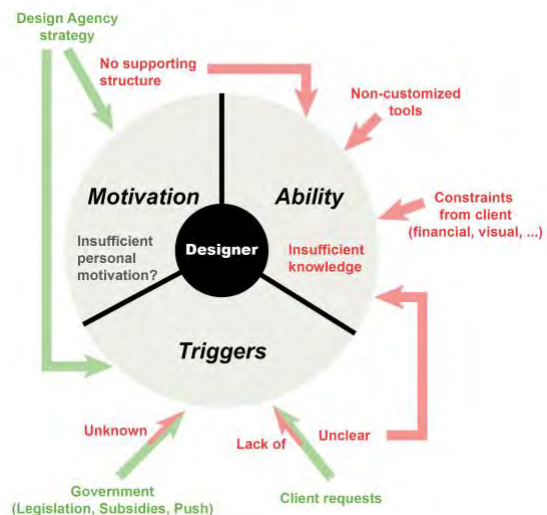 Design Agency
strategy
No supporting
structure
Non-customized
tools
Motivation
Ability
Constraints
from client
(financial, visual, ...)
Insufficient
personal
motivation?
Designer
Insufficient
knowledge
Triggers
Unknown
Lack of
Unclear
Government
(Legislation, Subsidies, Push)
Client requests